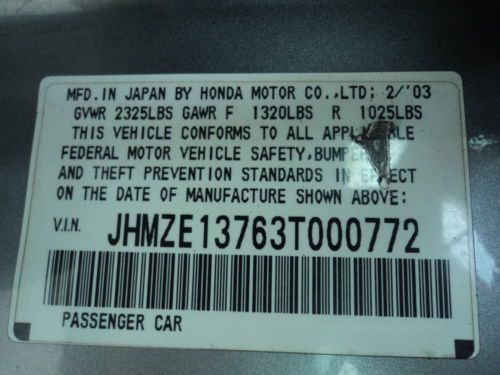 MFD.IN JAPAN BY HONDA MOTOR CO.,LTD; 2/'03
GVWR 2325LBS GAWR F 1320LBS R 1025LBS
THIS VEHICLE CONFORMS TO ALL
FEDERAL MOTOR VEHICLE SAFETY,
AND THEFT PREVENTION STANDARDS IN EFFECT
ON THE DATE OF MANUFACTURE SHOWN ABOVE:
V.I.N. JHMZE13763T000772
PASSENGER CAR